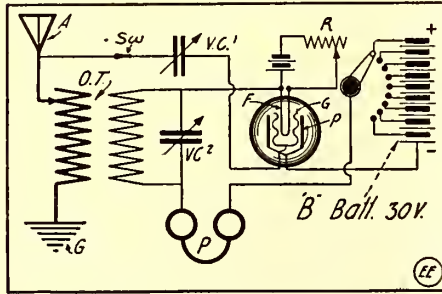 A
Sw
V.C.¹
R
+
O.T.
F
G
P
VC²
-
G
P
"B" Batt. 30V.
EE